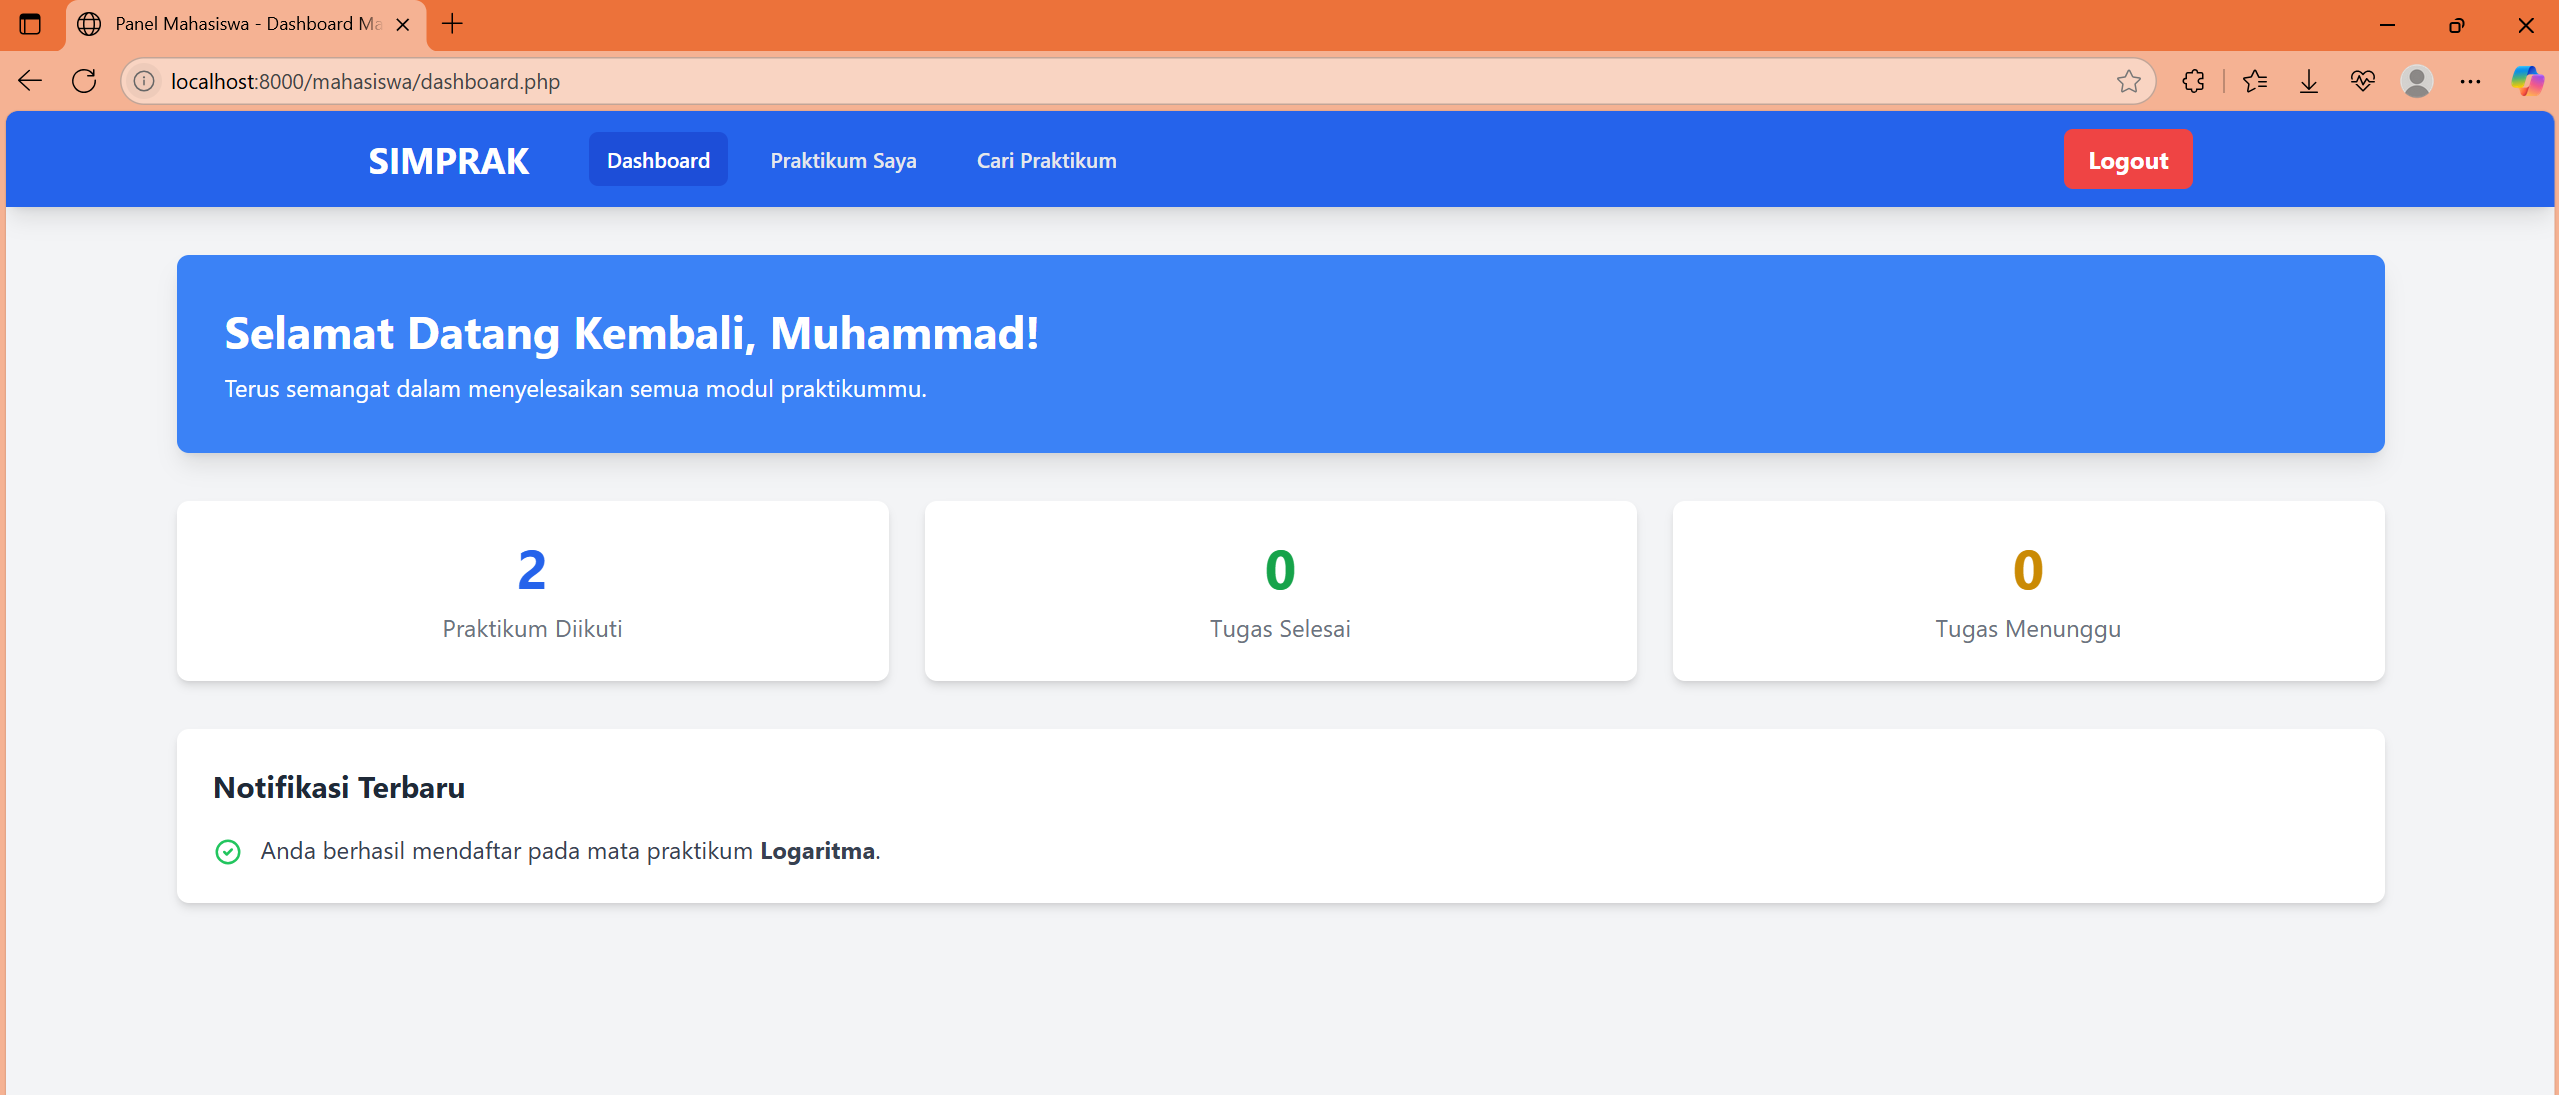 Panel Mahasiswa - Dashboard Ma
localhost:8000/mahasiswa/dashboard.php
SIMPRAK Dashboard Praktikum Saya Cari Praktikum Logout
Selamat Datang Kembali, Muhammad!
Terus semangat dalam menyelesaikan semua modul praktikummu.
2
Praktikum Diikuti
0
Tugas Selesai
0
Tugas Menunggu
Notifikasi Terbaru
Anda berhasil mendaftar pada mata praktikum Logaritma.